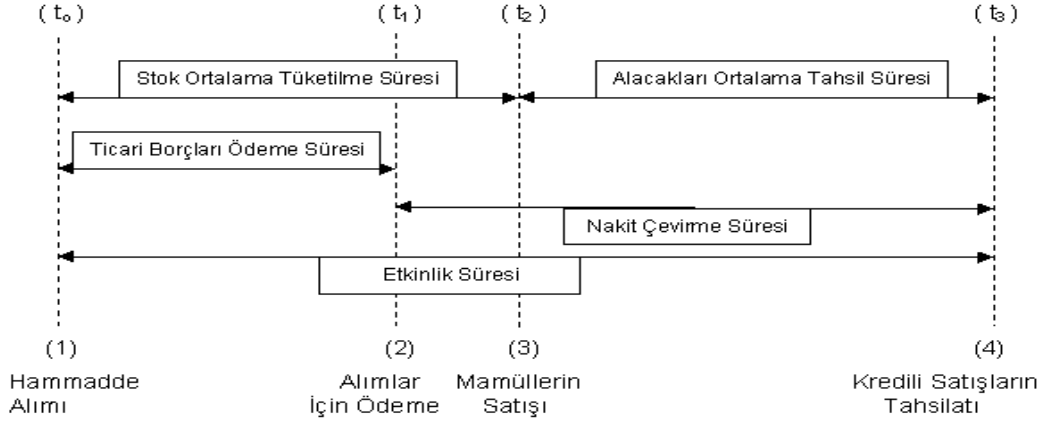 ( t₀ ) ( t₁ ) ( t₂ ) ( t₃ )
Stok Ortalama Tüketilme Süresi Alacakları Ortalama Tahsil Süresi
Ticari Borçları Ödeme Süresi
Nakit Çevirme Süresi
Etkinlik Süresi
(1) (2) (3) (4)
Hammadde Alımlar Mamüllerin Kredili Satışların
Alımı İçin Ödeme Satışı Tahsilatı